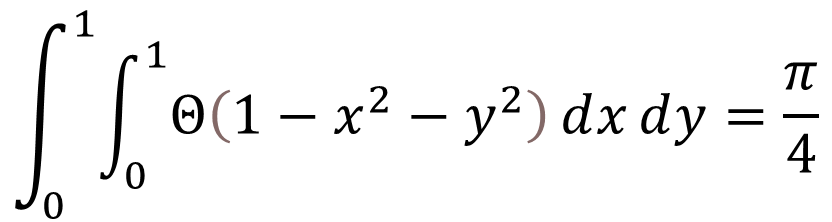 ∫₀¹ ∫₀¹ Θ(1 − x² − y²) dx dy = π/4